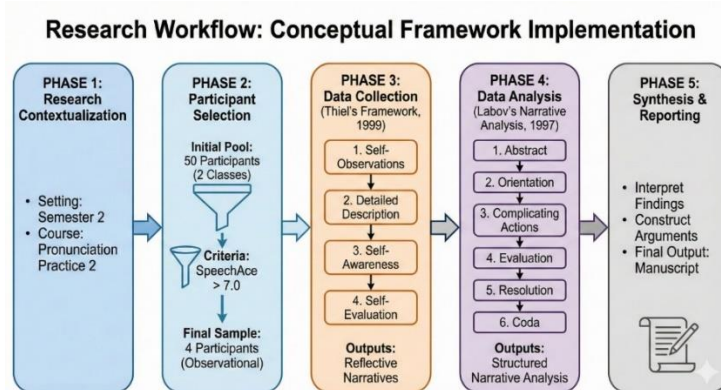 Research Workflow: Conceptual Framework Implementation
PHASE 1:
Research
Contextualization
• Setting:
Semester 2
• Course:
Pronunciation
Practice 2
PHASE 2:
Participant
Selection
Initial Pool:
50 Participants
(2 Classes)
Criteria:
SpeechAce
> 7.0
Final Sample:
4 Participants
(Observational)
PHASE 3:
Data Collection
(Thiel's Framework,
1999)
1. Self-
Observations
2. Detailed
Description
3. Self-
Awareness
4. Self-
Evaluation
Outputs:
Reflective
Narratives
PHASE 4:
Data Analysis
(Labov's Narrative
Analysis, 1997)
1. Abstract
2. Orientation
3. Complicating
Actions
4. Evaluation
5. Resolution
6. Coda
Outputs:
Structured
Narrative Analysis
PHASE 5:
Synthesis &
Reporting
• Interpret
Findings
• Construct
Arguments
• Final Output:
Manuscript